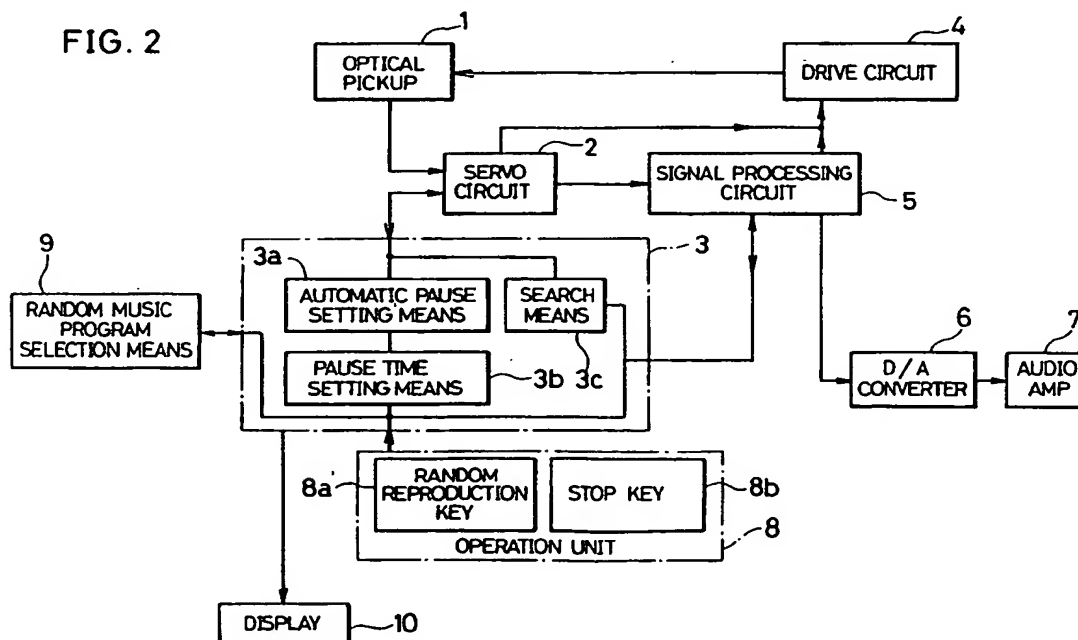 FIG. 2
1
OPTICAL
PICKUP
4
DRIVE CIRCUIT
2
SERVO
CIRCUIT
SIGNAL PROCESSING
CIRCUIT
5
3
3a
AUTOMATIC PAUSE
SETTING MEANS
SEARCH
MEANS
3c
9
RANDOM MUSIC
PROGRAM
SELECTION MEANS
PAUSE TIME
SETTING MEANS
3b
6
D/A
CONVERTER
7
AUDIO
AMP
8a'
RANDOM
REPRODUCTION
KEY
STOP KEY
8b
OPERATION UNIT
8
DISPLAY
10